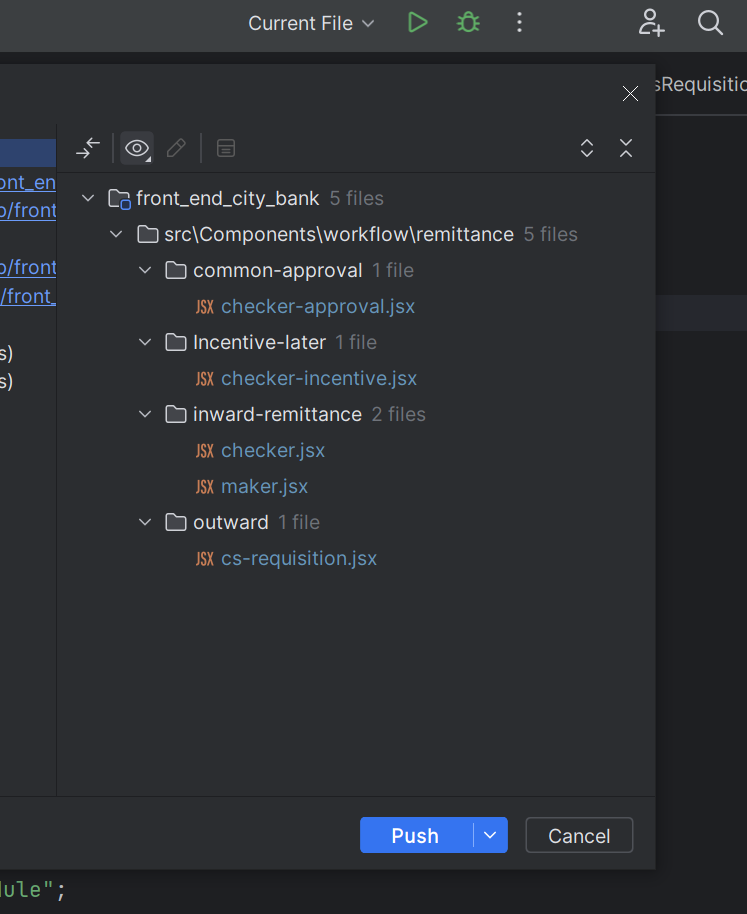 Current File
sRequisitio
ont_en
o/front
o/front
/front_
s)
s)
front_end_city_bank 5 files
src\Components\workflow\remittance 5 files
common-approval 1 file
JSX checker-approval.jsx
Incentive-later 1 file
JSX checker-incentive.jsx
inward-remittance 2 files
JSX checker.jsx
JSX maker.jsx
outward 1 file
JSX cs-requisition.jsx
Push
Cancel
dule";